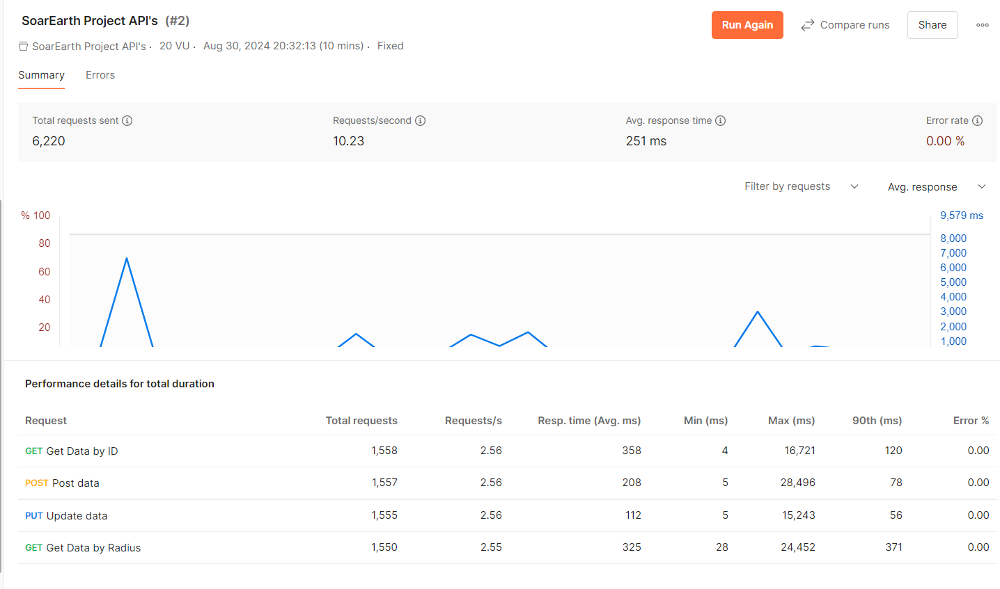 SoarEarth Project API's (#2)
Run Again
Compare runs
Share
SoarEarth Project API's · 20 VU · Aug 30, 2024 20:32:13 (10 mins) · Fixed
Summary
Errors
Total requests sent
Requests/second
Avg. response time
Error rate
6,220
10.23
251 ms
0.00 %
Filter by requests
Avg. response
% 100
80
60
40
20
9,579 ms
8,000
7,000
6,000
5,000
4,000
3,000
2,000
1,000
Performance details for total duration
Request Total requests Requests/s Resp. time (Avg. ms) Min (ms) Max (ms) 90th (ms) Error %
GET Get Data by ID 1,558 2.56 358 4 16,721 120 0.00
POST Post data 1,557 2.56 208 5 28,496 78 0.00
PUT Update data 1,555 2.56 112 5 15,243 56 0.00
GET Get Data by Radius 1,550 2.55 325 28 24,452 371 0.00